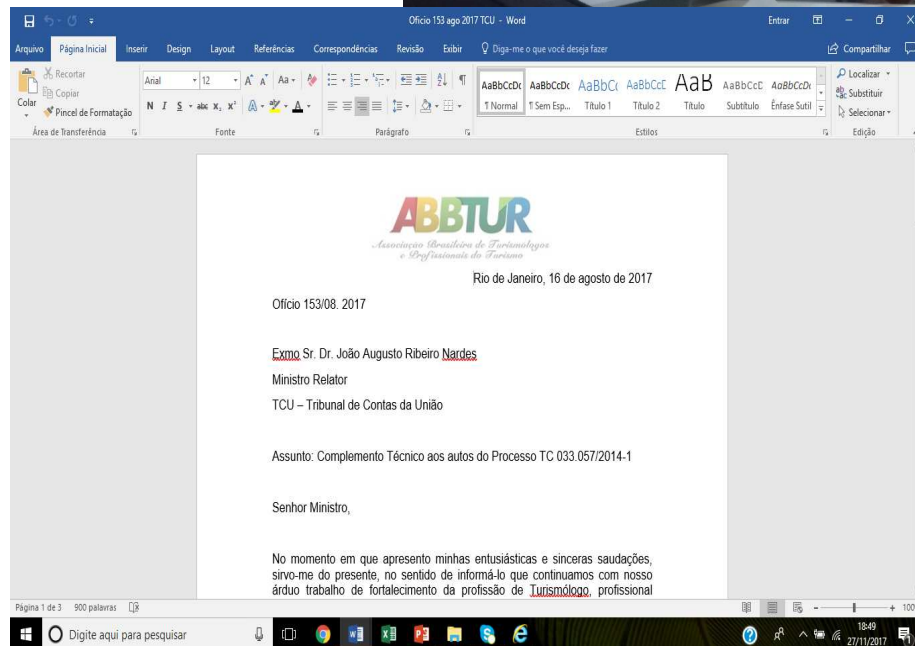 Oficio 153 ago 2017 TCU - Word
Entrar
Arquivo Página Inicial Inserir Design Layout Referências Correspondências Revisão Exibir Diga-me o que você deseja fazer Compartilhar
Colar
Recortar
Copiar
Pincel de Formatação
Área de Transferência
Arial 12
N I S abc x₂ x²
Fonte
Parágrafo
AaBbCcDc AaBbCcDc AaBbCc AaBbCcC AaB AaBbCcC AaBbCcDc
¶ Normal ¶ Sem Esp... Título 1 Título 2 Título Subtítulo Ênfase Sutil
Estilos
Localizar
Substituir
Selecionar
Edição
ABBTUR
Associação Brasileira de Turismólogos
e Profissionais do Turismo
Rio de Janeiro, 16 de agosto de 2017
Ofício 153/08. 2017
Exmo Sr. Dr. João Augusto Ribeiro Nardes
Ministro Relator
TCU – Tribunal de Contas da União
Assunto: Complemento Técnico aos autos do Processo TC 033.057/2014-1
Senhor Ministro,
No momento em que apresento minhas entusiásticas e sinceras saudações,
sirvo-me do presente, no sentido de informá-lo que continuamos com nosso
árduo trabalho de fortalecimento da profissão de Turismólogo, profissional
Página 1 de 3 900 palavras
100
Digite aqui para pesquisar
18:49
27/11/2017